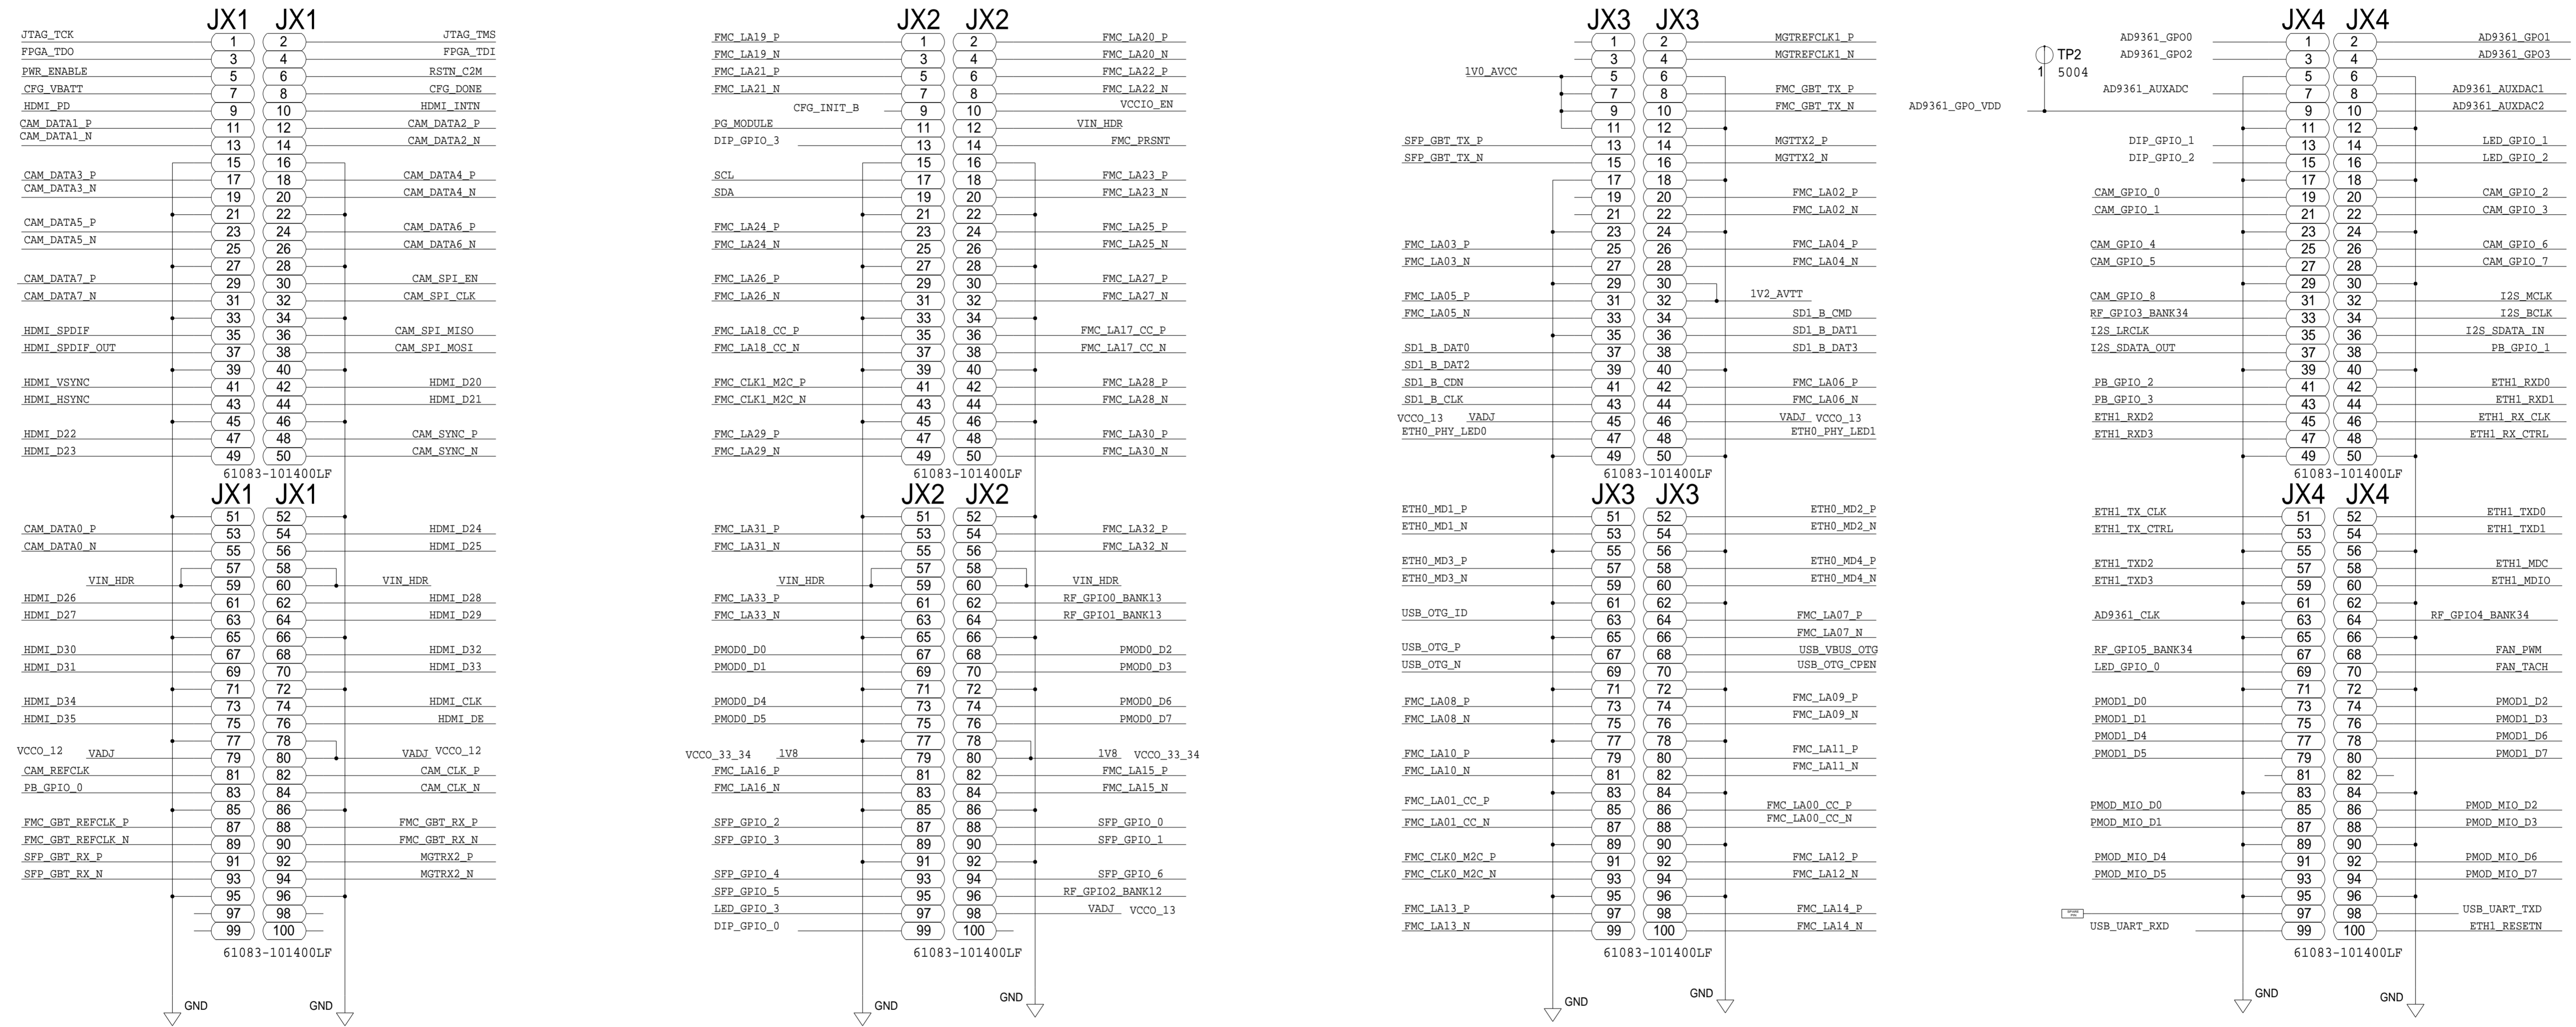 JX1 JX1
JTAG_TCK 1 2 JTAG_TMS
FPGA_TDO 3 4 FPGA_TDI
PWR_ENABLE 5 6 RSTN_C2M
CFG_VBATT 7 8 CFG_DONE
HDMI_PD 9 10 HDMI_INTN
CAM_DATA1_P 11 12 CAM_DATA2_P
CAM_DATA1_N 13 14 CAM_DATA2_N
15 16
CAM_DATA3_P 17 18 CAM_DATA4_P
CAM_DATA3_N 19 20 CAM_DATA4_N
21 22
CAM_DATA5_P 23 24 CAM_DATA6_P
CAM_DATA5_N 25 26 CAM_DATA6_N
27 28
CAM_DATA7_P 29 30 CAM_SPI_EN
CAM_DATA7_N 31 32 CAM_SPI_CLK
33 34
HDMI_SPDIF 35 36 CAM_SPI_MISO
HDMI_SPDIF_OUT 37 38 CAM_SPI_MOSI
39 40
HDMI_VSYNC 41 42 HDMI_D20
HDMI_HSYNC 43 44 HDMI_D21
45 46
HDMI_D22 47 48 CAM_SYNC_P
HDMI_D23 49 50 CAM_SYNC_N
61083-101400LF
JX1 JX1
51 52
CAM_DATA0_P 53 54 HDMI_D24
CAM_DATA0_N 55 56 HDMI_D25
57 58
VIN_HDR 59 60 VIN_HDR
HDMI_D26 61 62 HDMI_D28
HDMI_D27 63 64 HDMI_D29
65 66
HDMI_D30 67 68 HDMI_D32
HDMI_D31 69 70 HDMI_D33
71 72
HDMI_D34 73 74 HDMI_CLK
HDMI_D35 75 76 HDMI_DE
77 78
VCCO_12 VADJ 79 80 VADJ VCCO_12
CAM_REFCLK 81 82 CAM_CLK_P
PB_GPIO_0 83 84 CAM_CLK_N
85 86
FMC_GBT_REFCLK_P 87 88 FMC_GBT_RX_P
FMC_GBT_REFCLK_N 89 90 FMC_GBT_RX_N
SFP_GBT_RX_P 91 92 MGTRX2_P
SFP_GBT_RX_N 93 94 MGTRX2_N
95 96
97 98
99 100
61083-101400LF
GND GND
JX2 JX2
FMC_LA19_P 1 2 FMC_LA20_P
FMC_LA19_N 3 4 FMC_LA20_N
FMC_LA21_P 5 6 FMC_LA22_P
FMC_LA21_N 7 8 FMC_LA22_N
CFG_INIT_B 9 10 VCCIO_EN
PG_MODULE 11 12 VIN_HDR
DIP_GPIO_3 13 14 FMC_PRSNT
15 16
SCL 17 18 FMC_LA23_P
SDA 19 20 FMC_LA23_N
21 22
FMC_LA24_P 23 24 FMC_LA25_P
FMC_LA24_N 25 26 FMC_LA25_N
27 28
FMC_LA26_P 29 30 FMC_LA27_P
FMC_LA26_N 31 32 FMC_LA27_N
33 34
FMC_LA18_CC_P 35 36 FMC_LA17_CC_P
FMC_LA18_CC_N 37 38 FMC_LA17_CC_N
39 40
FMC_CLK1_M2C_P 41 42 FMC_LA28_P
FMC_CLK1_M2C_N 43 44 FMC_LA28_N
45 46
FMC_LA29_P 47 48 FMC_LA30_P
FMC_LA29_N 49 50 FMC_LA30_N
61083-101400LF
JX2 JX2
51 52
FMC_LA31_P 53 54 FMC_LA32_P
FMC_LA31_N 55 56 FMC_LA32_N
57 58
VIN_HDR 59 60 VIN_HDR
FMC_LA33_P 61 62 RF_GPIO0_BANK13
FMC_LA33_N 63 64 RF_GPIO1_BANK13
65 66
PMOD0_D0 67 68 PMOD0_D2
PMOD0_D1 69 70 PMOD0_D3
71 72
PMOD0_D4 73 74 PMOD0_D6
PMOD0_D5 75 76 PMOD0_D7
77 78
VCCO_33_34 1V8 79 80 1V8 VCCO_33_34
FMC_LA16_P 81 82 FMC_LA15_P
FMC_LA16_N 83 84 FMC_LA15_N
85 86
SFP_GPIO_2 87 88 SFP_GPIO_0
SFP_GPIO_3 89 90 SFP_GPIO_1
91 92
SFP_GPIO_4 93 94 SFP_GPIO_6
SFP_GPIO_5 95 96 RF_GPIO2_BANK12
LED_GPIO_3 97 98 VADJ VCCO_13
DIP_GPIO_0 99 100
61083-101400LF
GND GND
JX3 JX3
1 2 MGTREFCLK1_P
3 4 MGTREFCLK1_N
1V0_AVCC 5 6
7 8 FMC_GBT_TX_P
9 10 FMC_GBT_TX_N
11 12
SFP_GBT_TX_P 13 14 MGTTX2_P
SFP_GBT_TX_N 15 16 MGTTX2_N
17 18
19 20 FMC_LA02_P
21 22 FMC_LA02_N
23 24
FMC_LA03_P 25 26 FMC_LA04_P
FMC_LA03_N 27 28 FMC_LA04_N
29 30
FMC_LA05_P 31 32 1V2_AVTT
FMC_LA05_N 33 34 SD1_B_CMD
35 36 SD1_B_DAT1
SD1_B_DAT0 37 38 SD1_B_DAT3
SD1_B_DAT2 39 40
SD1_B_CDN 41 42 FMC_LA06_P
SD1_B_CLK 43 44 FMC_LA06_N
VCCO_13 VADJ 45 46 VADJ VCCO_13
ETH0_PHY_LED0 47 48 ETH0_PHY_LED1
49 50
61083-101400LF
JX3 JX3
ETH0_MD1_P 51 52 ETH0_MD2_P
ETH0_MD1_N 53 54 ETH0_MD2_N
55 56
ETH0_MD3_P 57 58 ETH0_MD4_P
ETH0_MD3_N 59 60 ETH0_MD4_N
61 62
USB_OTG_ID 63 64 FMC_LA07_P
65 66 FMC_LA07_N
USB_OTG_P 67 68 USB_VBUS_OTG
USB_OTG_N 69 70 USB_OTG_CPEN
71 72
FMC_LA08_P 73 74 FMC_LA09_P
FMC_LA08_N 75 76 FMC_LA09_N
77 78
FMC_LA10_P 79 80 FMC_LA11_P
FMC_LA10_N 81 82 FMC_LA11_N
83 84
FMC_LA01_CC_P 85 86 FMC_LA00_CC_P
FMC_LA01_CC_N 87 88 FMC_LA00_CC_N
89 90
FMC_CLK0_M2C_P 91 92 FMC_LA12_P
FMC_CLK0_M2C_N 93 94 FMC_LA12_N
95 96
FMC_LA13_P 97 98 FMC_LA14_P
FMC_LA13_N 99 100 FMC_LA14_N
61083-101400LF
GND GND
JX4 JX4
AD9361_GPO0 1 2 AD9361_GPO1
TP2 AD9361_GPO2 3 4 AD9361_GPO3
1 5004 5 6
AD9361_AUXADC 7 8 AD9361_AUXDAC1
AD9361_GPO_VDD 9 10 AD9361_AUXDAC2
11 12
DIP_GPIO_1 13 14 LED_GPIO_1
DIP_GPIO_2 15 16 LED_GPIO_2
17 18
CAM_GPIO_0 19 20 CAM_GPIO_2
CAM_GPIO_1 21 22 CAM_GPIO_3
23 24
CAM_GPIO_4 25 26 CAM_GPIO_6
CAM_GPIO_5 27 28 CAM_GPIO_7
29 30
CAM_GPIO_8 31 32 I2S_MCLK
RF_GPIO3_BANK34 33 34 I2S_BCLK
I2S_LRCLK 35 36 I2S_SDATA_IN
I2S_SDATA_OUT 37 38 PB_GPIO_1
39 40
PB_GPIO_2 41 42 ETH1_RXD0
PB_GPIO_3 43 44 ETH1_RXD1
ETH1_RXD2 45 46 ETH1_RX_CLK
ETH1_RXD3 47 48 ETH1_RX_CTRL
49 50
61083-101400LF
JX4 JX4
ETH1_TX_CLK 51 52 ETH1_TXD0
ETH1_TX_CTRL 53 54 ETH1_TXD1
55 56
ETH1_TXD2 57 58 ETH1_MDC
ETH1_TXD3 59 60 ETH1_MDIO
61 62
AD9361_CLK 63 64 RF_GPIO4_BANK34
65 66
RF_GPIO5_BANK34 67 68 FAN_PWM
LED_GPIO_0 69 70 FAN_TACH
71 72
PMOD1_D0 73 74 PMOD1_D2
PMOD1_D1 75 76 PMOD1_D3
PMOD1_D4 77 78 PMOD1_D6
PMOD1_D5 79 80 PMOD1_D7
81 82
83 84
PMOD_MIO_D0 85 86 PMOD_MIO_D2
PMOD_MIO_D1 87 88 PMOD_MIO_D3
89 90
PMOD_MIO_D4 91 92 PMOD_MIO_D6
PMOD_MIO_D5 93 94 PMOD_MIO_D7
95 96
97 98 USB_UART_TXD
USB_UART_RXD 99 100 ETH1_RESETN
61083-101400LF
GND GND